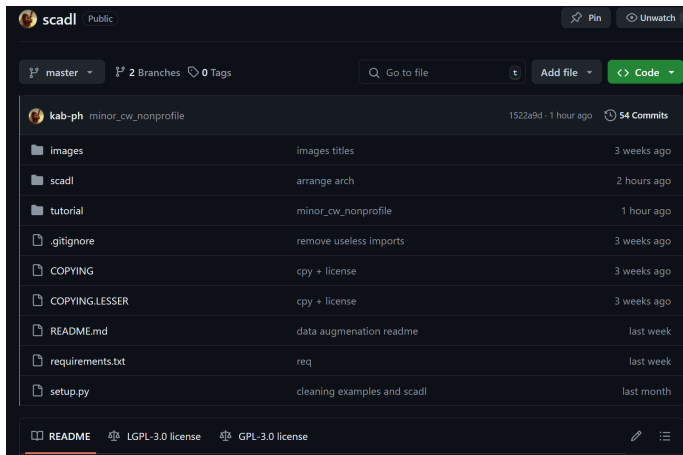 scadl Public Pin Unwatch
master 2 Branches 0 Tags Go to file t Add file Code
kab-ph minor_cw_nonprofile 1522a9d · 1 hour ago 54 Commits
images images titles 3 weeks ago
scadl arrange arch 2 hours ago
tutorial minor_cw_nonprofile 1 hour ago
.gitignore remove useless imports 3 weeks ago
COPYING cpy + license 3 weeks ago
COPYING.LESSER cpy + license 3 weeks ago
README.md data augmenation readme last week
requirements.txt req last week
setup.py cleaning examples and scadl last month
README LGPL-3.0 license GPL-3.0 license